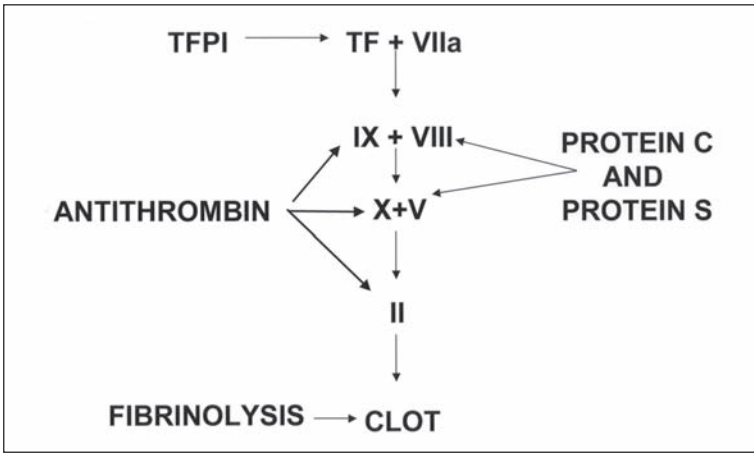 TFPI TF + VIIa
IX + VIII
PROTEIN C
AND
PROTEIN S
ANTITHROMBIN X+V
II
FIBRINOLYSIS CLOT